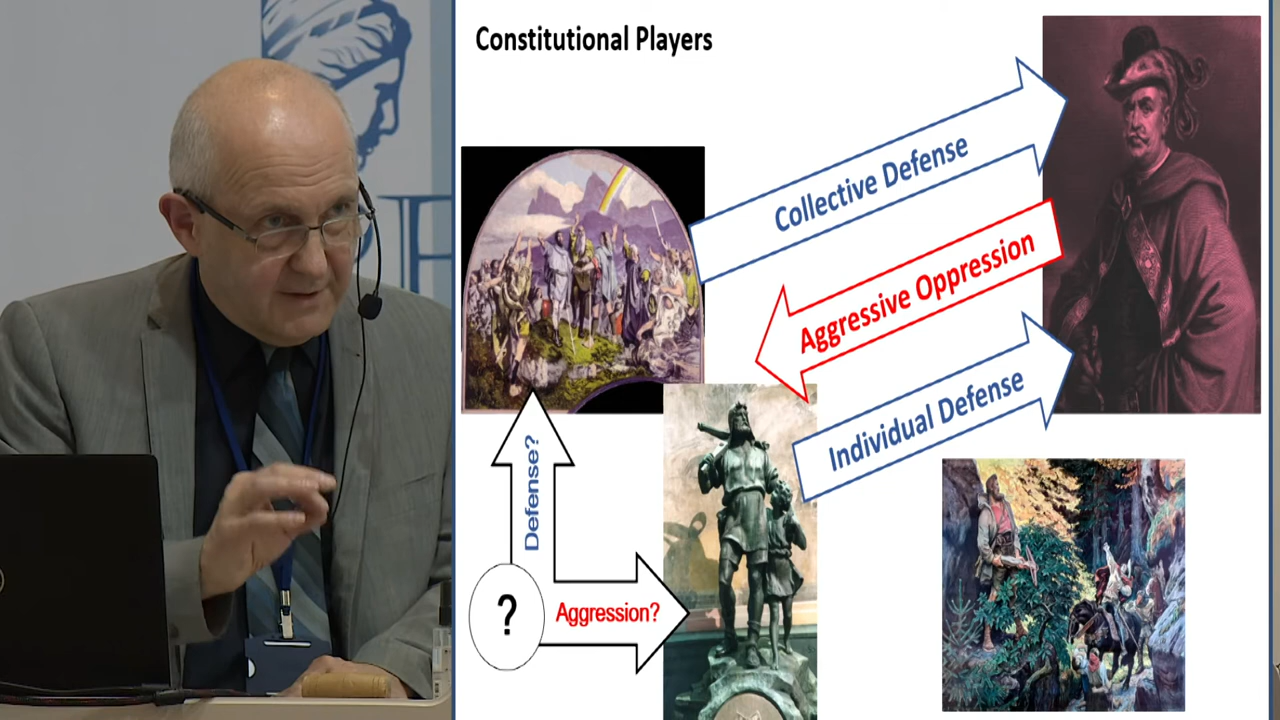 Constitutional Players
Collective Defense
Aggressive Oppression
Individual Defense
Defense?
?
Aggression?